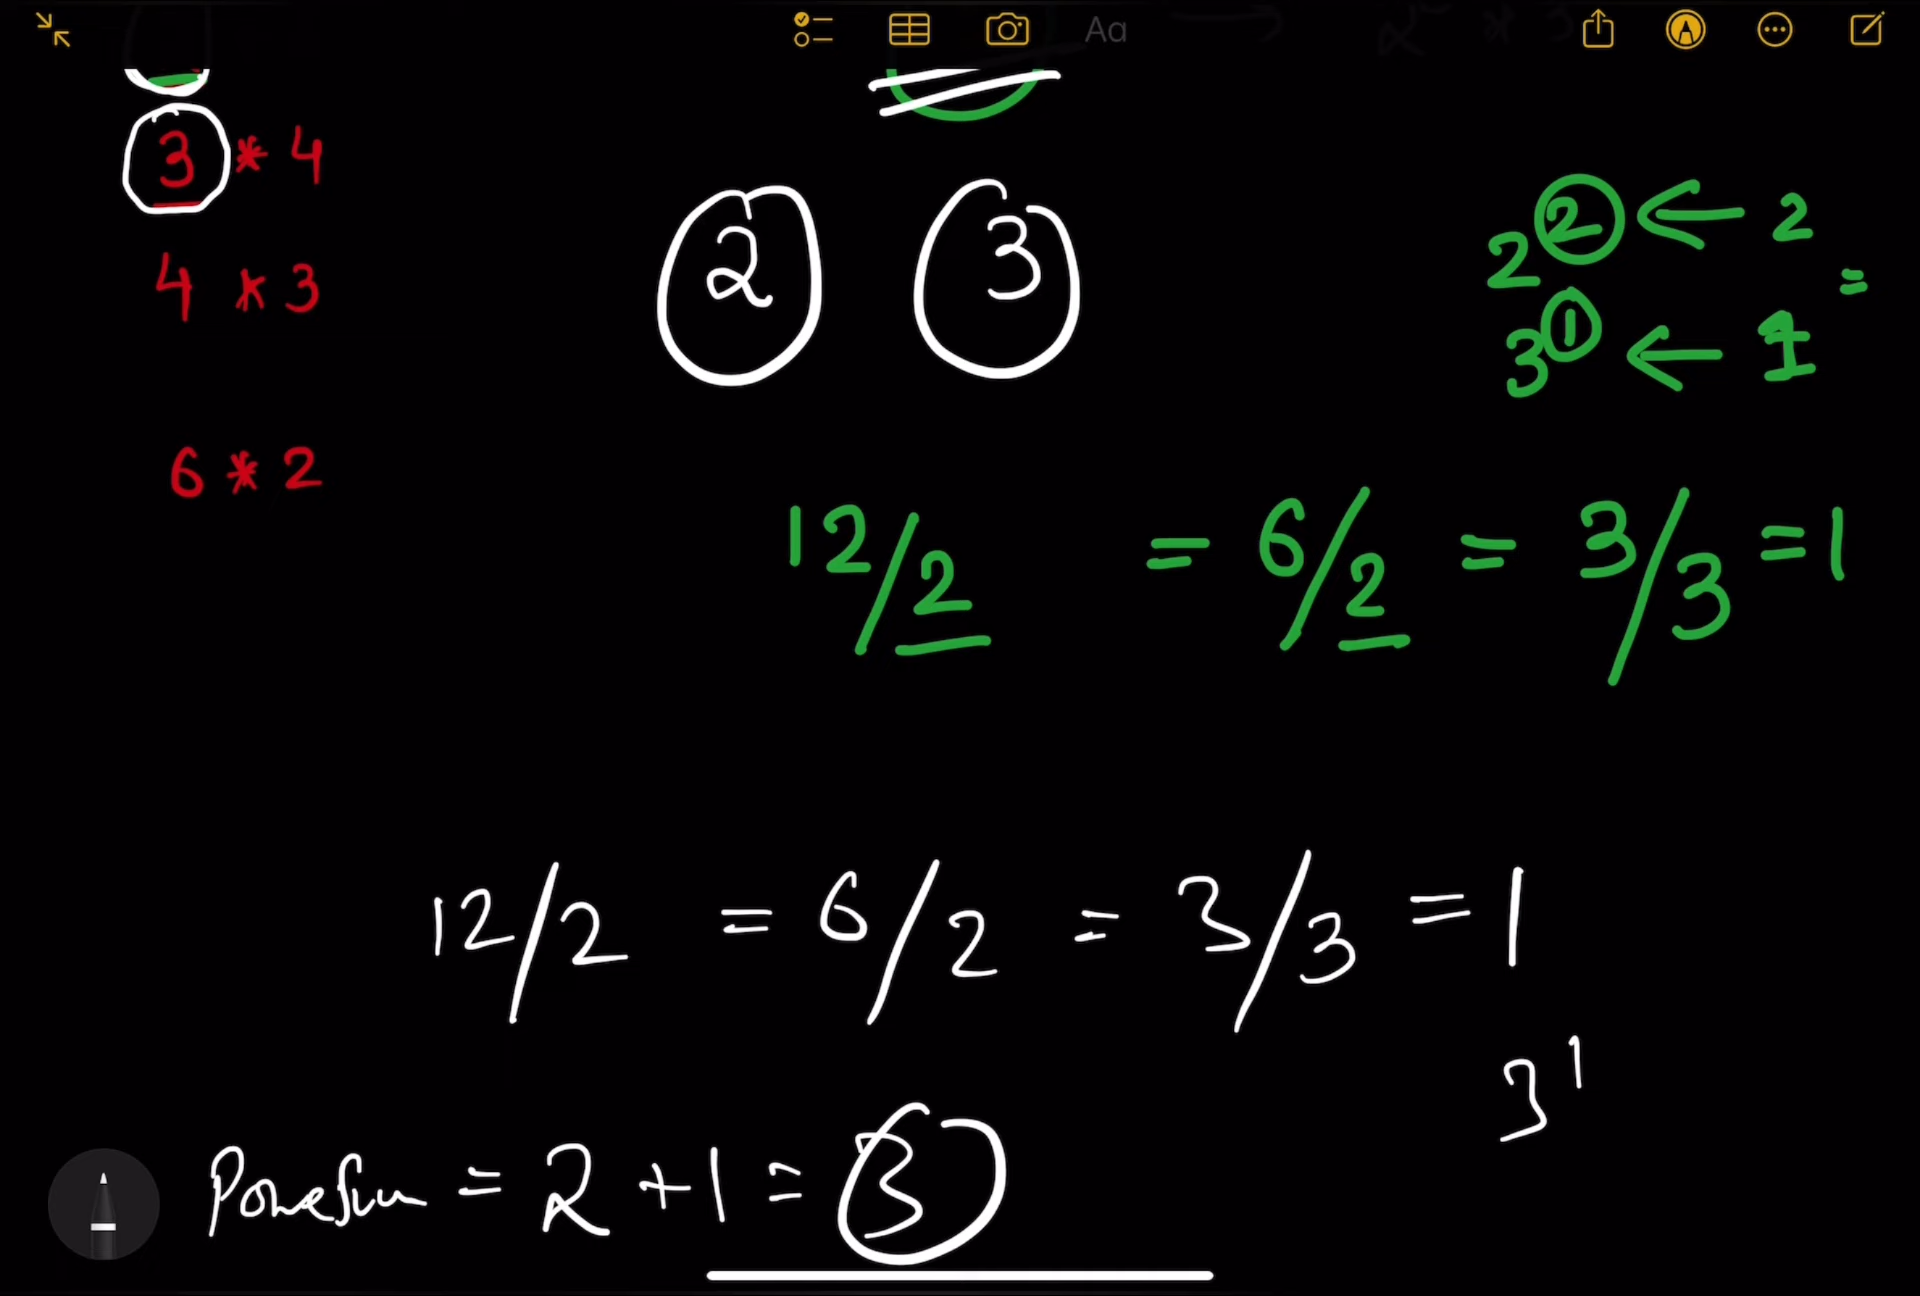 Aa
3 * 4
2 3
2² ← 2
4 * 3
=
3¹ ← 1
6 * 2
12/2 = 6/2 = 3/3 = 1
12/2 = 6/2 = 3/3 = 1
3¹
= 2 + 1 = 3